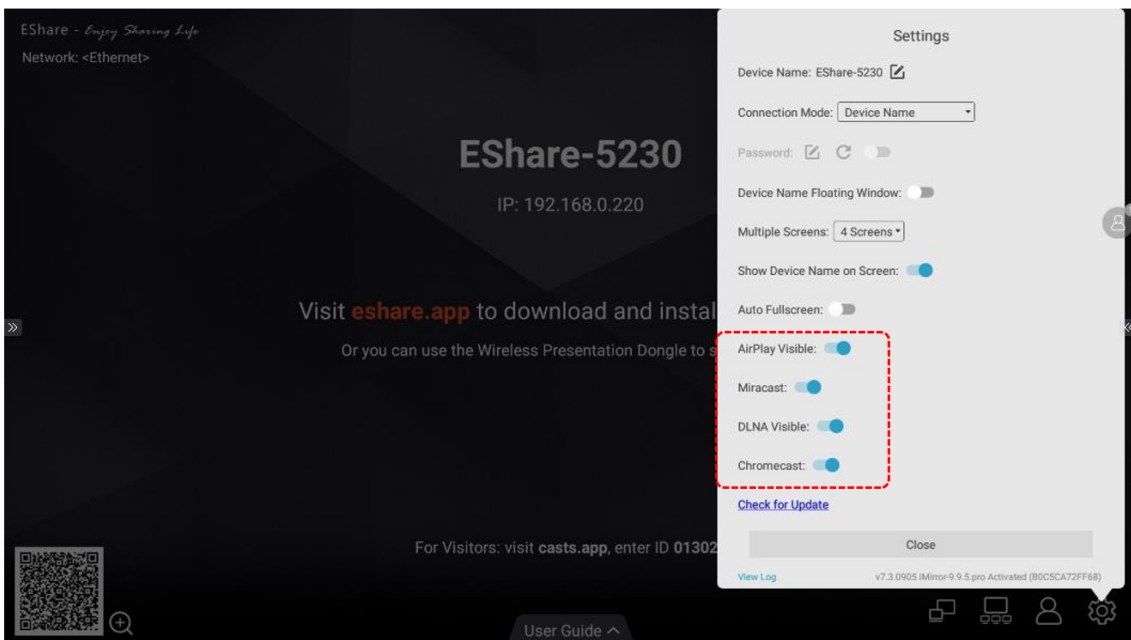 EShare - Enjoy Sharing Life
Network: <Ethernet>
EShare-5230
IP: 192.168.0.220
Visit eshare.app to download and instal
Or you can use the Wireless Presentation Dongle to s
For Visitors: visit casts.app, enter ID 01302
User Guide
Settings
Device Name: EShare-5230
Connection Mode: Device Name
Password:
Device Name Floating Window:
Multiple Screens: 4 Screens
Show Device Name on Screen:
Auto Fullscreen:
AirPlay Visible:
Miracast:
DLNA Visible:
Chromecast:
Check for Update
Close
View Log v7.3.0905 iMirror-9.9.5.pro Activated (B0C5CA72FF68)